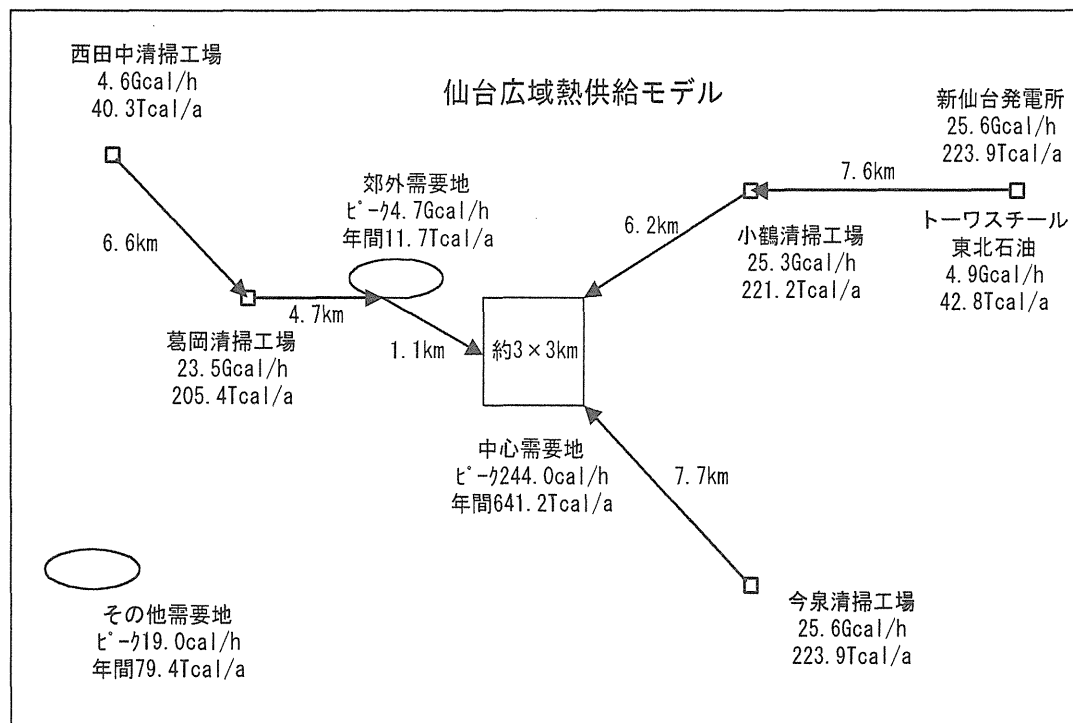 仙台広域熱供給モデル
西田中清掃工場
4.6Gcal/h
40.3Tcal/a
新仙台発電所
25.6Gcal/h
223.9Tcal/a
7.6km
郊外需要地
ピーク4.7Gcal/h
年間11.7Tcal/a
6.2km
小鶴清掃工場
25.3Gcal/h
221.2Tcal/a
トーワスチール
東北石油
4.9Gcal/h
42.8Tcal/a
6.6km
4.7km
葛岡清掃工場
23.5Gcal/h
205.4Tcal/a
1.1km
約3×3km
中心需要地
ピーク244.0cal/h
年間641.2Tcal/a
7.7km
その他需要地
ピーク19.0cal/h
年間79.4Tcal/a
今泉清掃工場
25.6Gcal/h
223.9Tcal/a